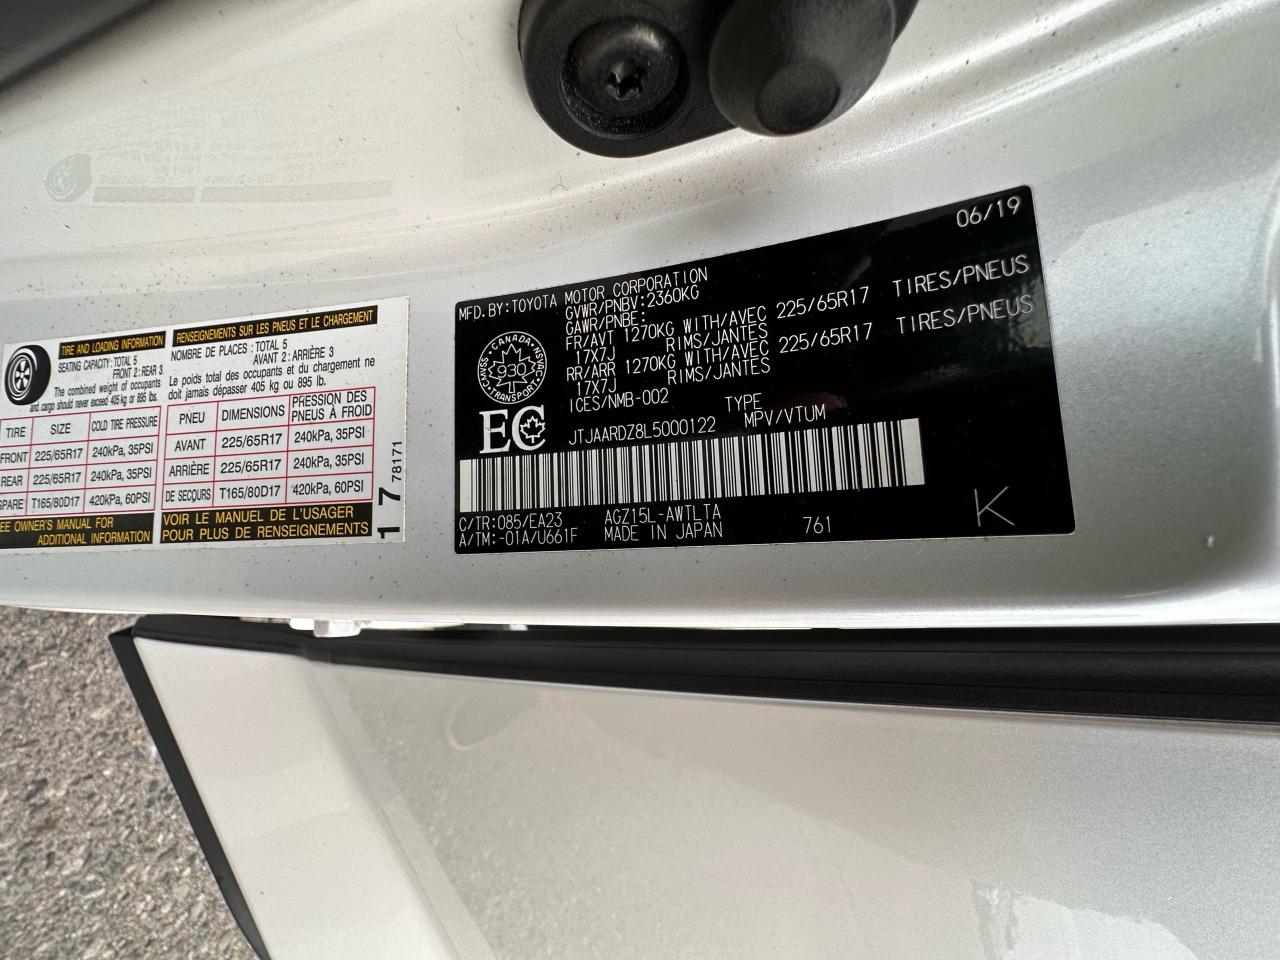 TIRE AND LOADING INFORMATION
SEATING CAPACITY: TOTAL 5
FRONT 2: REAR 3
The combined weight of occupants
and cargo should never exceed 405 kg or 895 lb.
TIRE SIZE COLD TIRE PRESSURE
FRONT 225/65R17 240kPa, 35PSI
REAR 225/65R17 240kPa, 35PSI
SPARE T165/80D17 420kPa, 60PSI
SEE OWNER'S MANUAL FOR
ADDITIONAL INFORMATION
RENSEIGNEMENTS SUR LES PNEUS ET LE CHARGEMENT
NOMBRE DE PLACES : TOTAL 5
AVANT 2 : ARRIÈRE 3
Le poids total des occupants et du chargement ne
doit jamais dépasser 405 kg ou 895 lb.
PNEU DIMENSIONS PRESSION DES PNEUS À FROID
AVANT 225/65R17 240kPa, 35PSI
ARRIÈRE 225/65R17 240kPa, 35PSI
DE SECOURS T165/80D17 420kPa, 60PSI
VOIR LE MANUEL DE L'USAGER
POUR PLUS DE RENSEIGNEMENTS
17 78171
06/19
MFD.BY:TOYOTA MOTOR CORPORATION
GVWR/PNBV:2360KG
GAWR/PNBE:
FR/AVT 1270KG WITH/AVEC 225/65R17 TIRES/PNEUS
17X7J RIMS/JANTES
RR/ARR 1270KG WITH/AVEC 225/65R17 TIRES/PNEUS
17X7J RIMS/JANTES
ICES/NMB-002
CANADA
CMVSS 930 NSVAC
TRANSPORT
EC
TYPE
JTJAARDZ8L5000122 MPV/VTUM
C/TR:085/EA23 AGZ15L-AWTLTA
A/TM:-01A/U661F MADE IN JAPAN 761
K